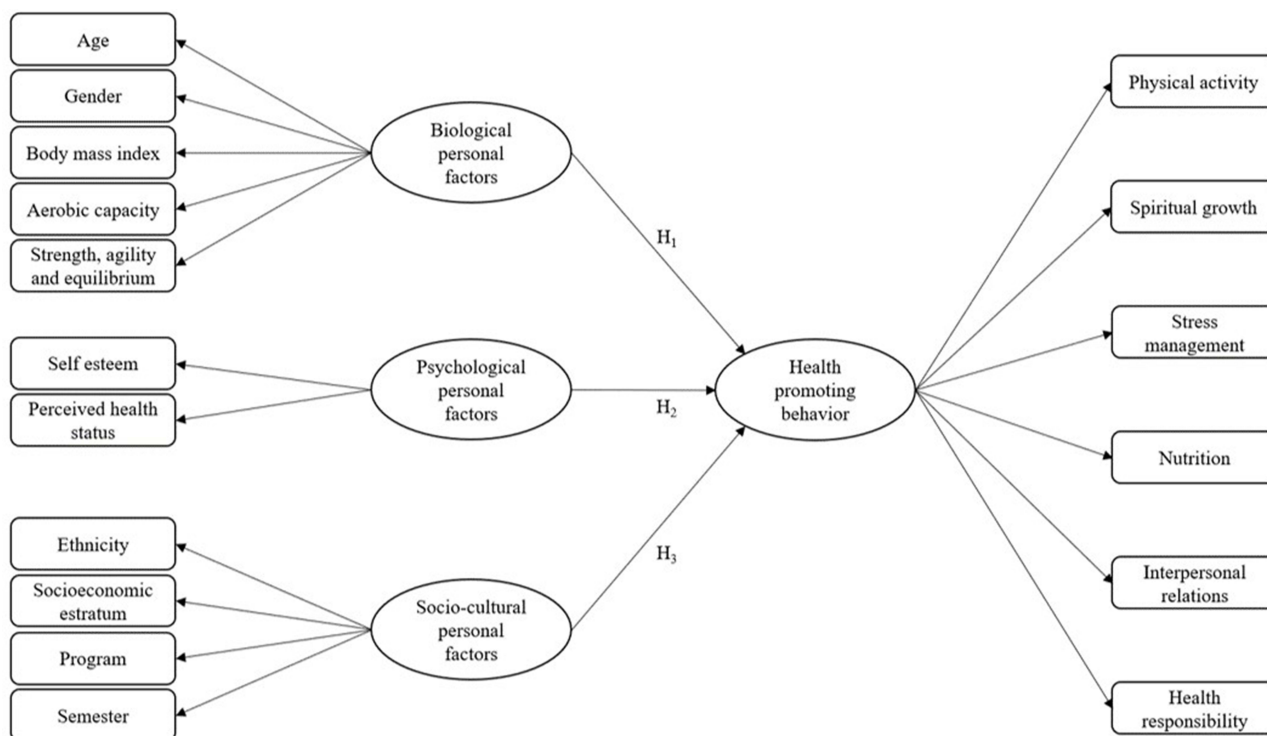 Age
Gender
Body mass index
Aerobic capacity
Strength, agility
and equilibrium
Biological
personal
factors
H₁
Self esteem
Perceived health
status
Psychological
personal
factors
H₂
Ethnicity
Socioeconomic
estratum
Program
Semester
Socio-cultural
personal
factors
H₃
Health
promoting
behavior
Physical activity
Spiritual growth
Stress
management
Nutrition
Interpersonal
relations
Health
responsibility